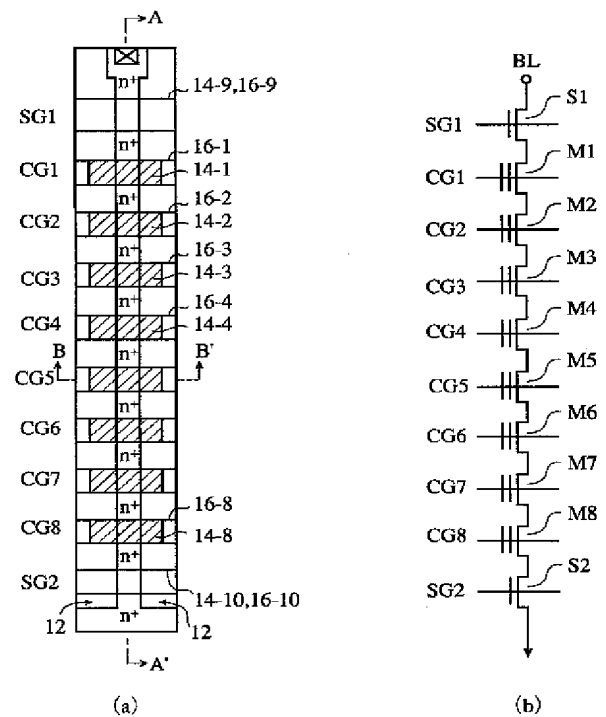 A
n+
14-9,16-9
SG1
n+
16-1
CG1
14-1
n+
16-2
CG2
14-2
n+
16-3
CG3
14-3
n+
16-4
CG4
14-4
B
n+
B'
CG5
n+
CG6
n+
CG7
n+
16-8
CG8
14-8
n+
SG2
14-10,16-10
12
n+
12
A'
(a)
BL
S1
SG1
M1
CG1
M2
CG2
M3
CG3
M4
CG4
M5
CG5
M6
CG6
M7
CG7
M8
CG8
S2
SG2
(b)